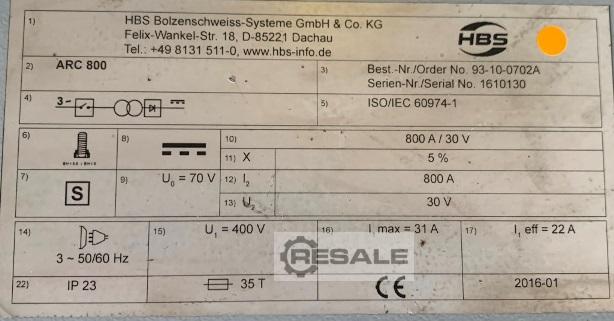 1) HBS Bolzenschweiss-Systeme GmbH & Co. KG
Felix-Wankel-Str. 18, D-85221 Dachau
Tel.: +49 8131 511-0, www.hbs-info.de
HBS
2) ARC 800
3) Best.-Nr./Order No. 93-10-0702A
Serien-Nr./Serial No. 1610130
4) 3~
5) ISO/IEC 60974-1
6)
8)
10) 800 A / 30 V
11) X 5 %
7) S
9) U0 = 70 V
12) I2 800 A
13) U2 30 V
14) 3 ~ 50/60 Hz
15) U1 = 400 V
16) I1 max = 31 A
17) I1 eff = 22 A
RESALE
22) IP 23
35 T
CE
2016-01